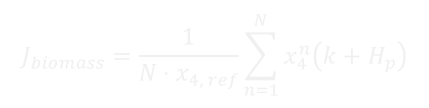 J_{biomass} = \frac{1}{N \cdot x_{4,ref}} \sum_{n=1}^{N} x_4^n(k + H_p)